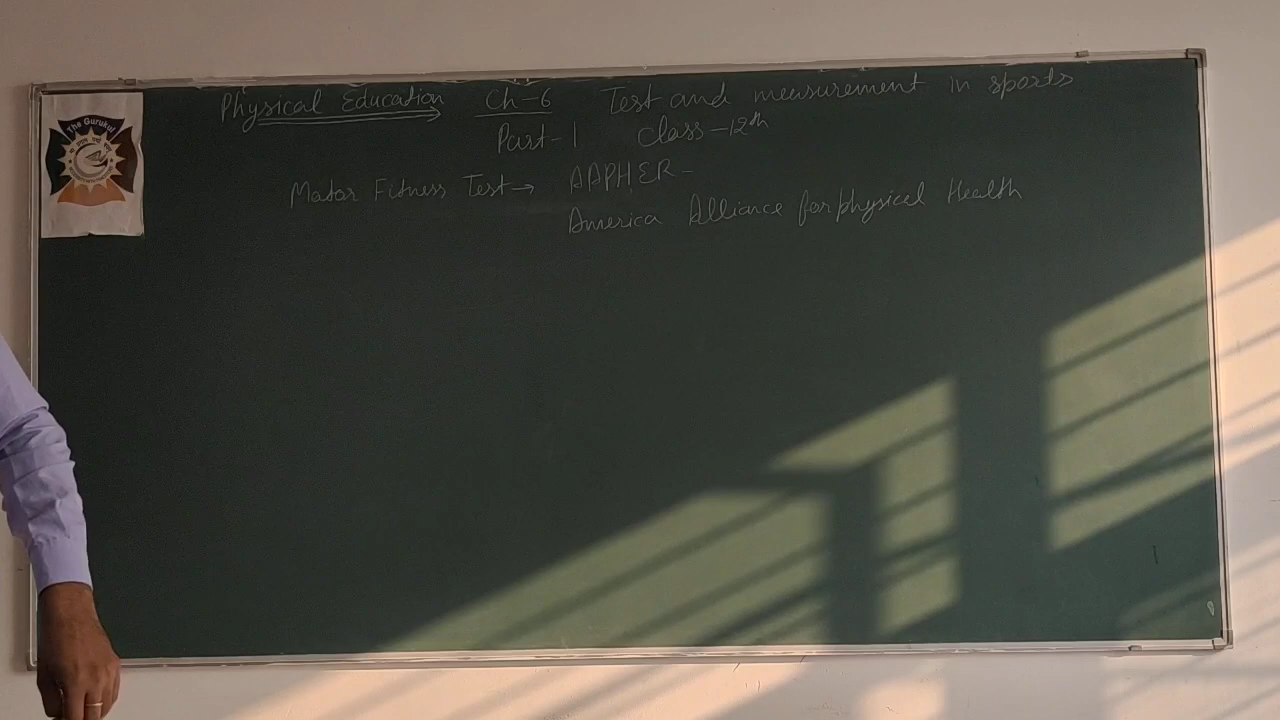 The Gurukul
Physical Education Ch-6 Test and measurement in sports
Part-1 Class-12th
Motor Fitness Test→ AAPHER-
America Alliance for physical Health